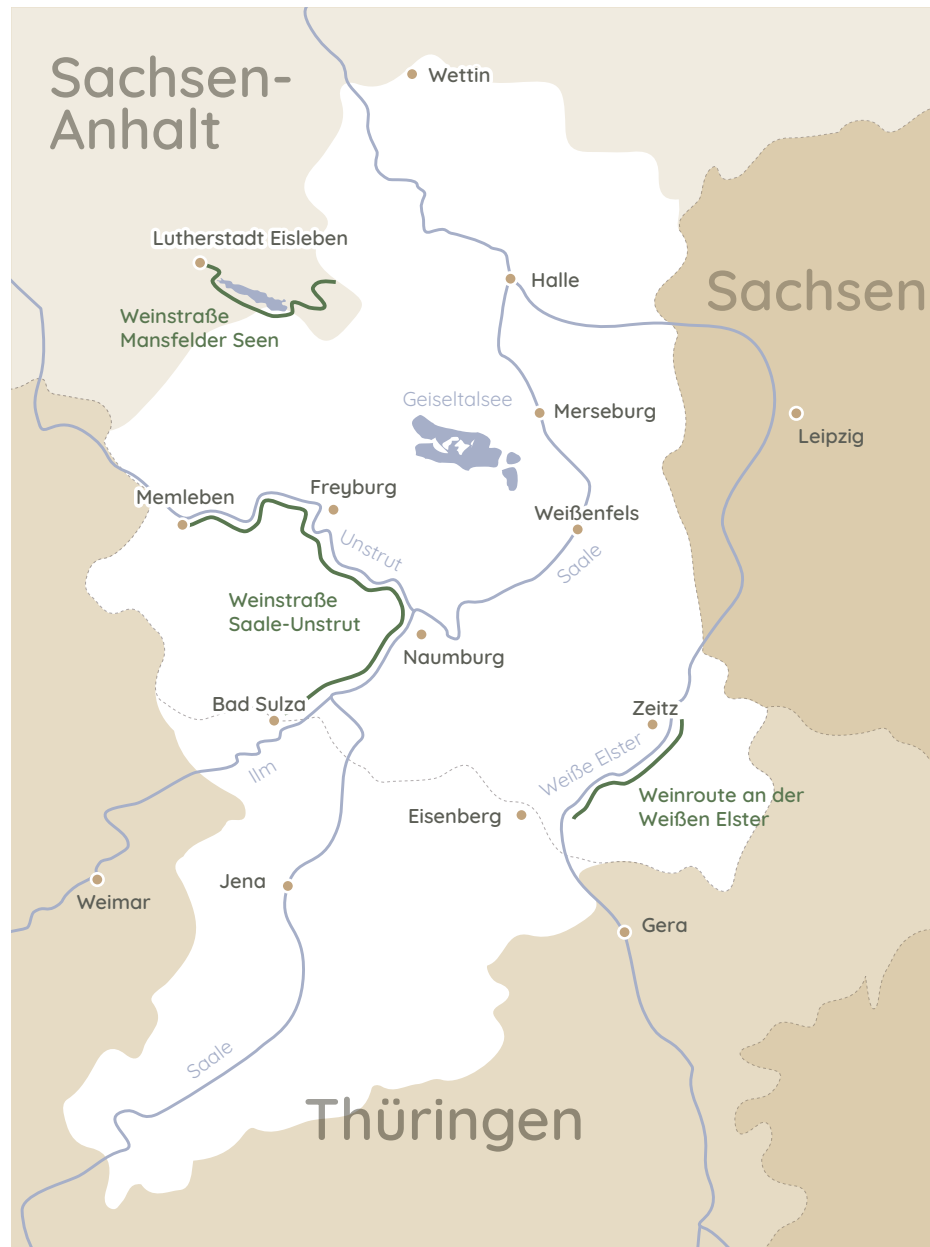 Sachsen-
Anhalt
Wettin
Lutherstadt Eisleben
Halle
Sachsen
Weinstraße
Mansfelder Seen
Geiseltalsee
Merseburg
Leipzig
Memleben
Freyburg
Weißenfels
Unstrut
Saale
Weinstraße
Saale-Unstrut
Naumburg
Bad Sulza
Zeitz
Weiße Elster
Ilm
Weinroute an der
Weißen Elster
Eisenberg
Jena
Weimar
Gera
Saale
Thüringen